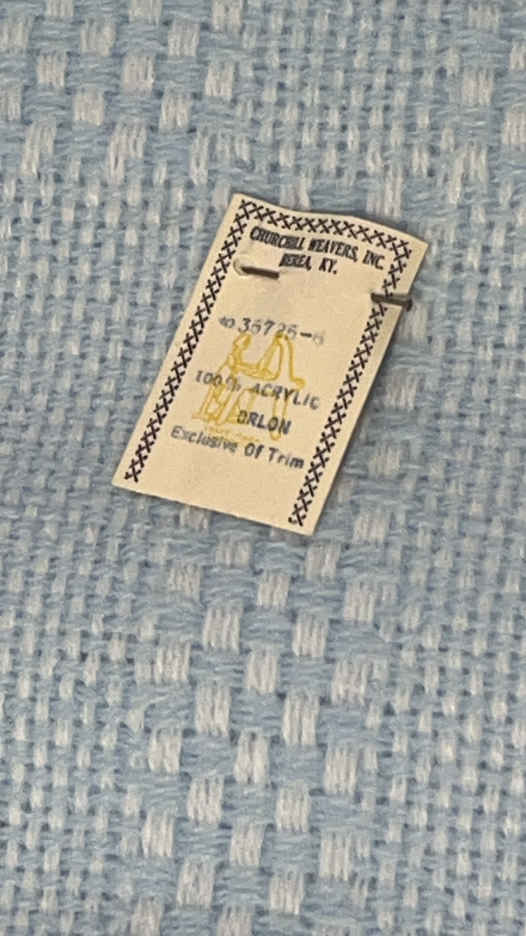 CHURCHILL WEAVERS, INC.
BEREA, KY.
100% ACRYLIC
ORLON
Exclusive Of Trim